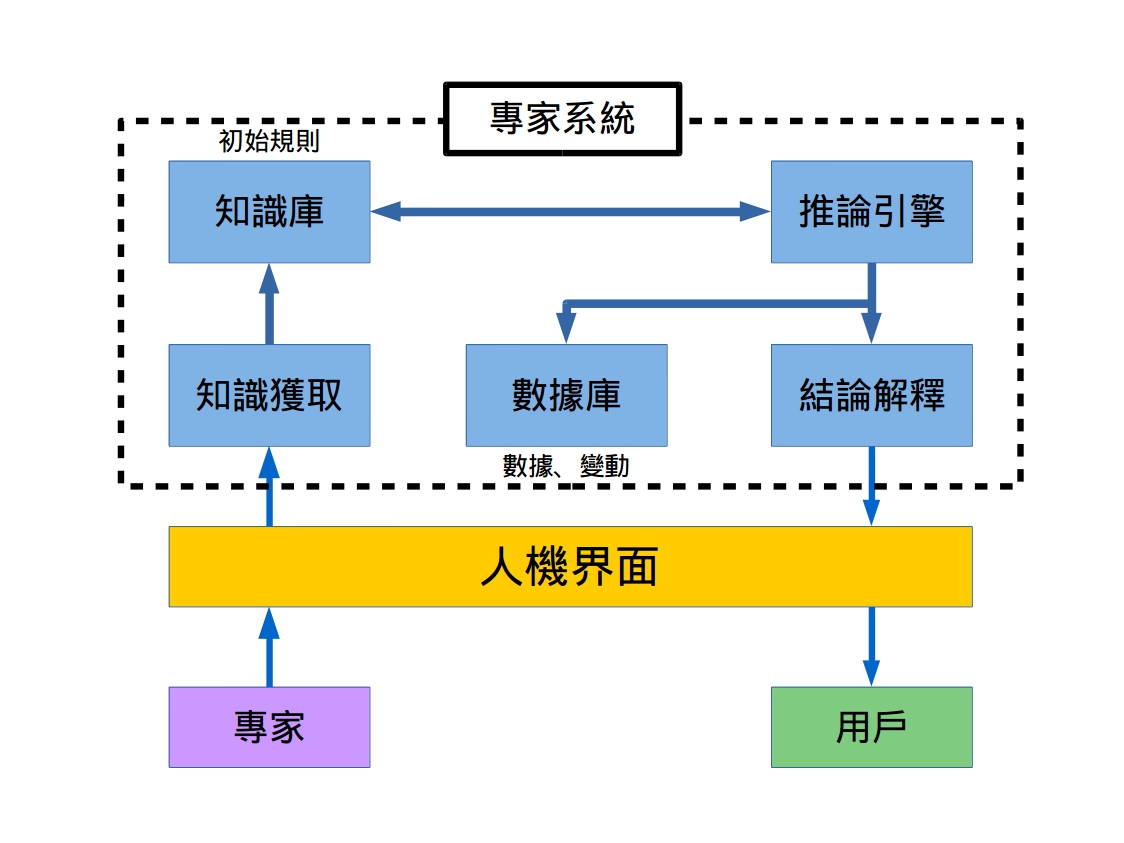 專家系統
初始規則
知識庫
推論引擎
知識獲取
數據庫
結論解釋
數據、變動
人機界面
專家
用戶